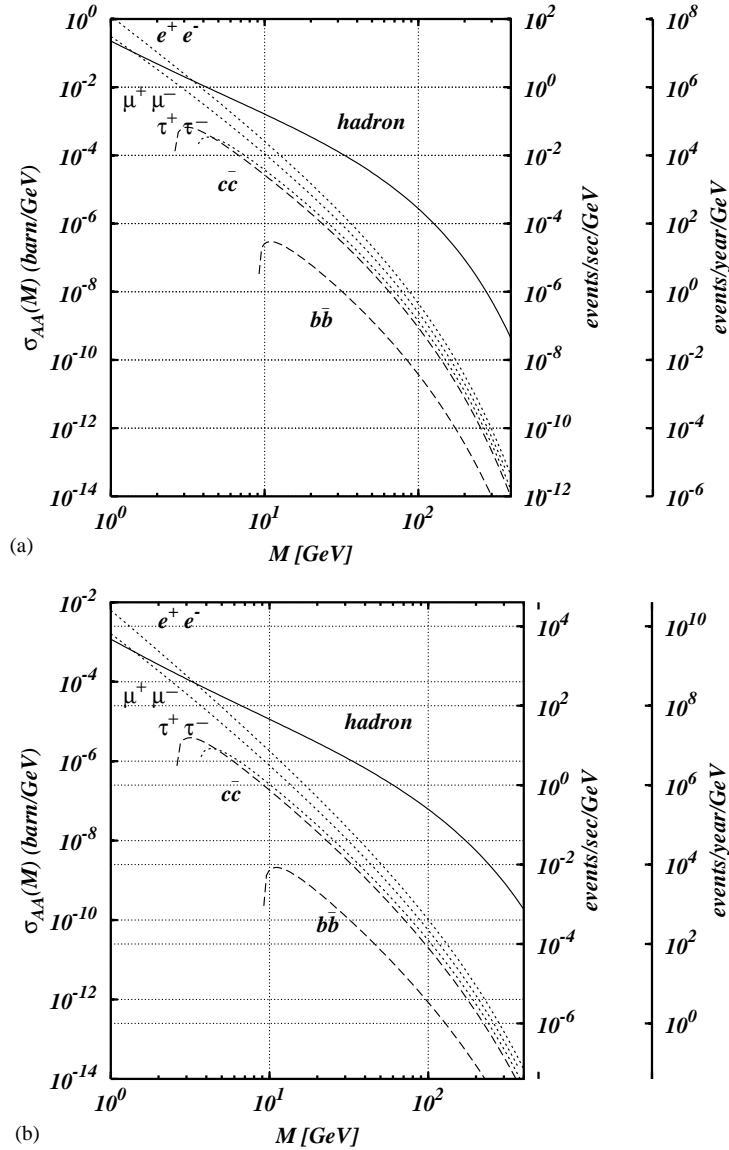 10^0
10^-2
10^-4
10^-6
10^-8
10^-10
10^-12
10^-14
σ_AA(M) (barn/GeV)
e^+ e^-
μ^+ μ^-
τ^+ τ^-
cc̄
bb̄
hadron
10^0
10^1
10^2
M [GeV]
10^2
10^0
10^-2
10^-4
10^-6
10^-8
10^-10
10^-12
events/sec/GeV
10^8
10^6
10^4
10^2
10^0
10^-2
10^-4
10^-6
events/year/GeV
(a)
10^-2
10^-4
10^-6
10^-8
10^-10
10^-12
10^-14
σ_AA(M) (barn/GeV)
e^+ e^-
μ^+ μ^-
τ^+ τ^-
cc̄
bb̄
hadron
10^0
10^1
10^2
M [GeV]
10^4
10^2
10^0
10^-2
10^-4
10^-6
events/sec/GeV
10^10
10^8
10^6
10^4
10^2
10^0
events/year/GeV
(b)